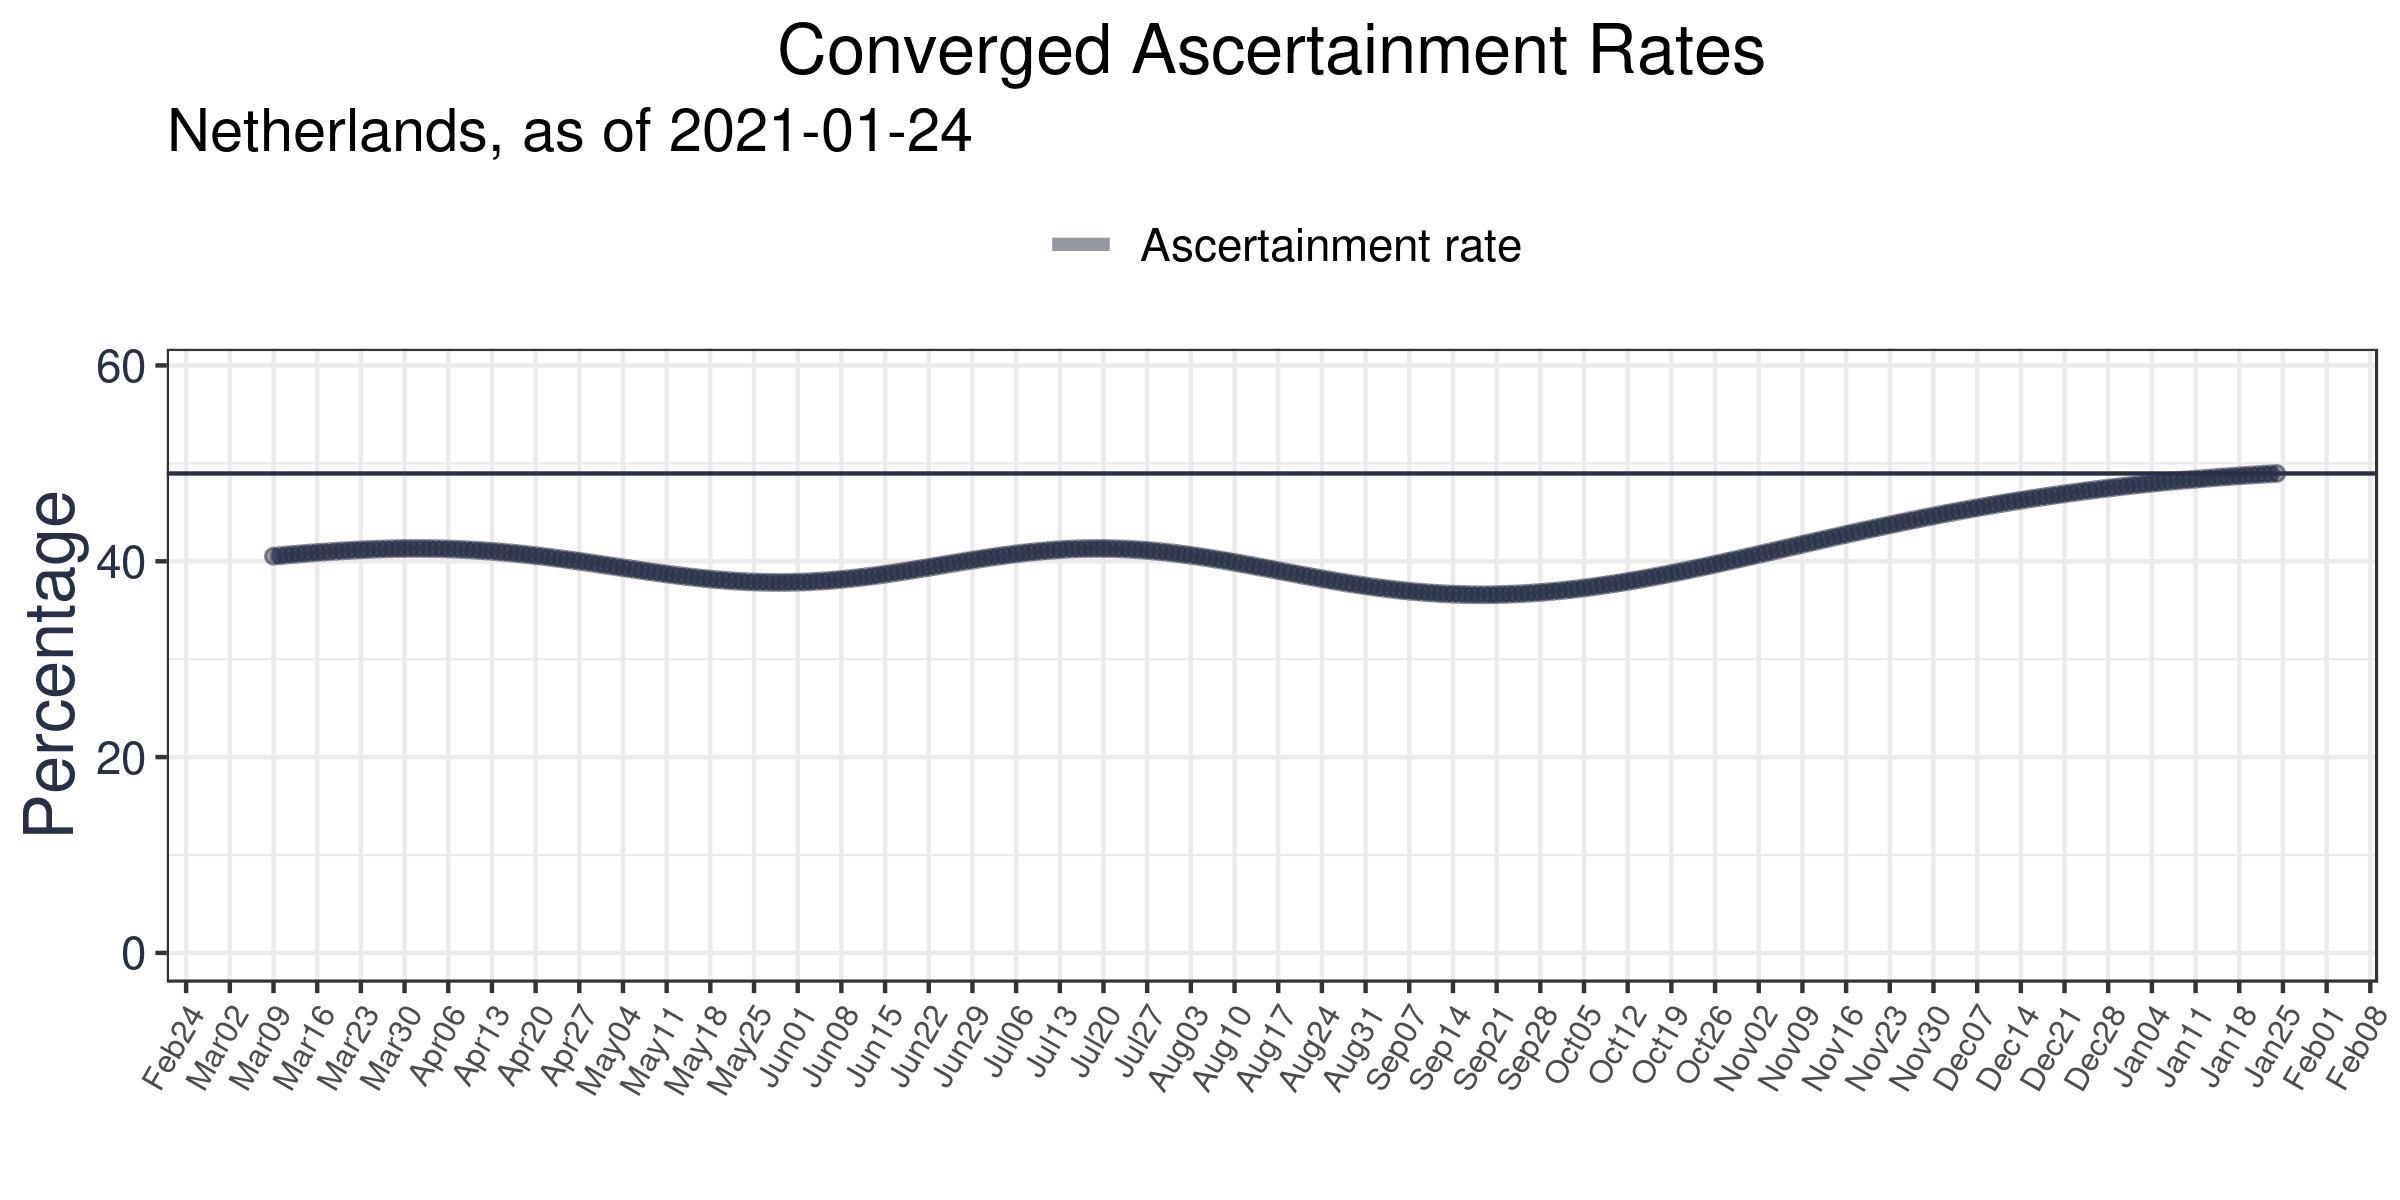 Converged Ascertainment Rates
Netherlands, as of 2021-01-24
Ascertainment rate
Percentage
60
40
20
0
Feb24
Mar02
Mar09
Mar16
Mar23
Mar30
Apr06
Apr13
Apr20
Apr27
May04
May11
May18
May25
Jun01
Jun08
Jun15
Jun22
Jun29
Jul06
Jul13
Jul20
Jul27
Aug03
Aug10
Aug17
Aug24
Aug31
Sep07
Sep14
Sep21
Sep28
Oct05
Oct12
Oct19
Oct26
Nov02
Nov09
Nov16
Nov23
Nov30
Dec07
Dec14
Dec21
Dec28
Jan04
Jan11
Jan18
Jan25
Feb01
Feb08